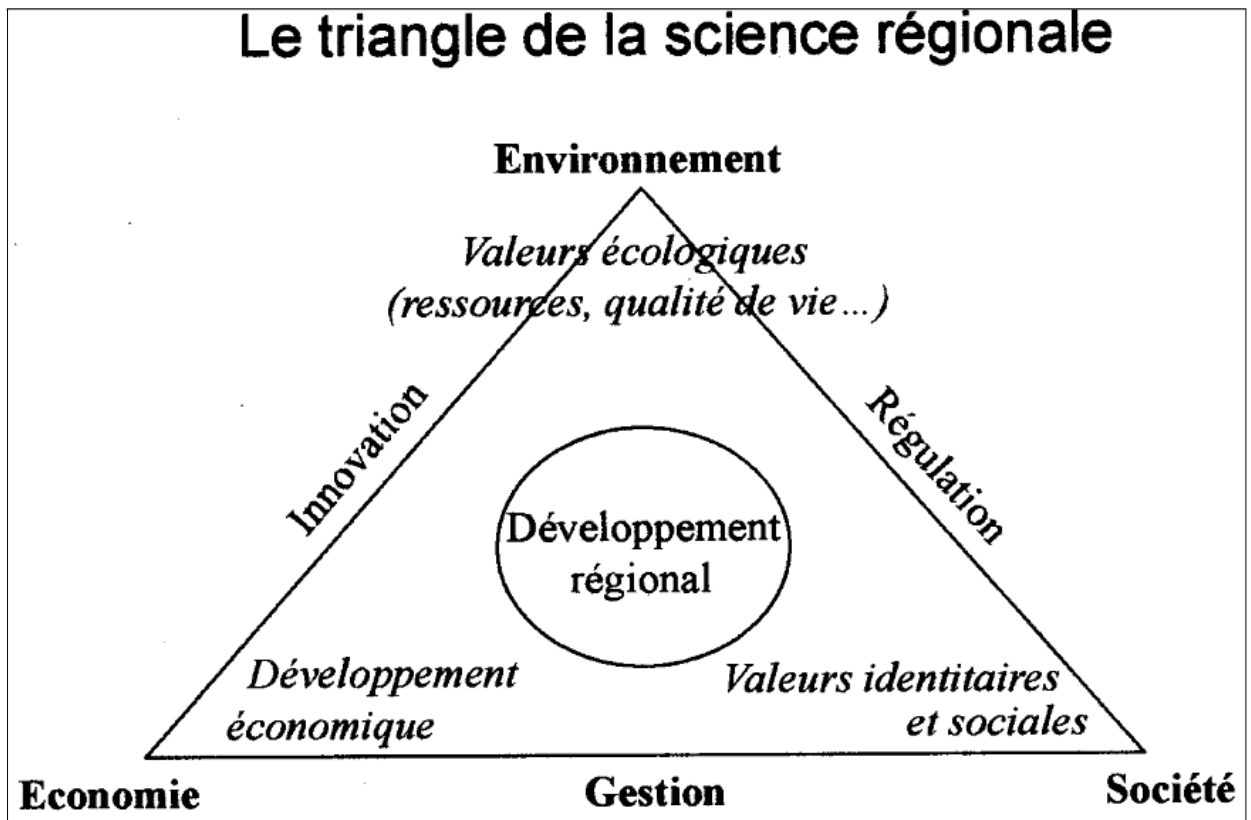 Le triangle de la science régionale
Environnement
Valeurs écologiques
(ressources, qualité de vie...)
Innovation
Régulation
Développement
régional
Développement
économique
Valeurs identitaires
et sociales
Economie
Gestion
Société